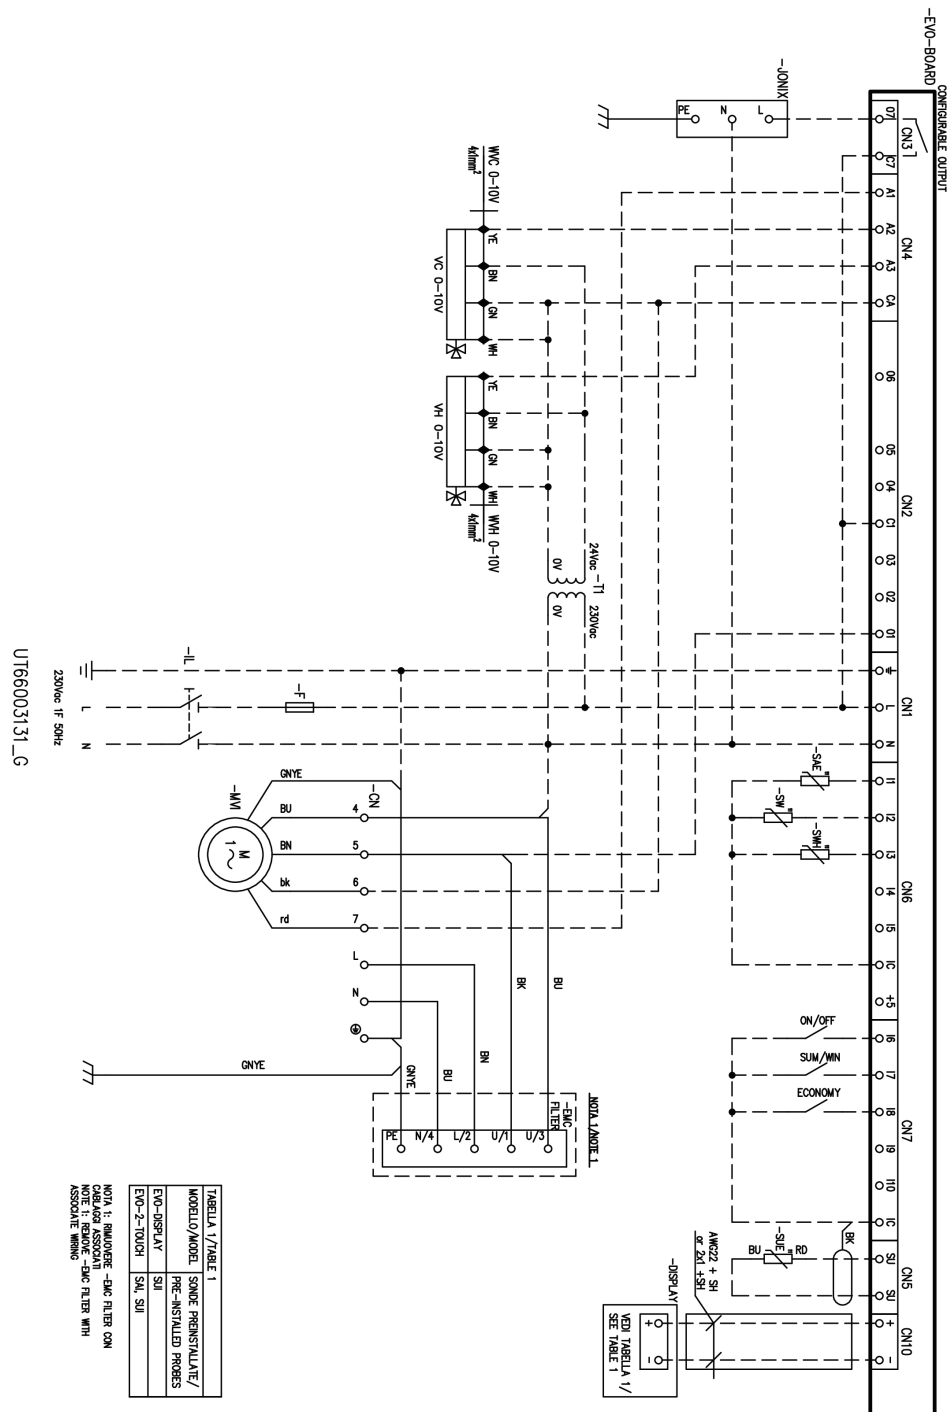 -EVO-BOARD
CONFIGURABLE OUTPUT
O7
C7
A1
A2
A3
CA
O6
O5
O4
C1
O3
O2
O1
L
N
I1
I2
I3
I4
I5
IC
+5
I6
I7
I8
I9
I10
IC
SU
SU
+
-
CN3
CN4
CN2
CN1
CN6
CN7
CN5
CN10
-JONIX
PE
N
L
WVC 0-10V
4x1mm²
YE
BN
GN
WH
VC 0-10V
YE
BN
GN
WH
VH 0-10V
WVH 0-10V
4x1mm²
24Vac
-T1
230Vac
0V
0V
-IL
-F
L
N
230Vac 1F 50Hz
UT66003131_G
-SAE
-SW
-SWH
GNYE
BU
BN
bk
rd
-CN
4
5
6
7
L
N
-MVI
M
1~
BK
BU
BN
BU
GNYE
GNYE
ON/OFF
SUM/WIN
ECONOMY
NOTA 1/NOTE 1
-EMC
FILTER
PE
N/4
L/2
U/1
U/3
BK
-SUE
BU
RD
AWG22 + SH
or 2x1 +SH
-DISPLAY
+
-
VEDI TABELLA 1/
SEE TABLE 1
TABELLA 1/TABLE 1
MODELLO/MODEL
SONDE PREINSTALLATE/
PRE-INSTALLED PROBES
EVO-DISPLAY
SUI
EVO-2-TOUCH
SAI, SUI
NOTA 1: RIMUOVERE -EMC FILTER CON
CABLAGGI ASSOCIATI
NOTE 1: REMOVE -EMC FILTER WITH
ASSOCIATE WIRING